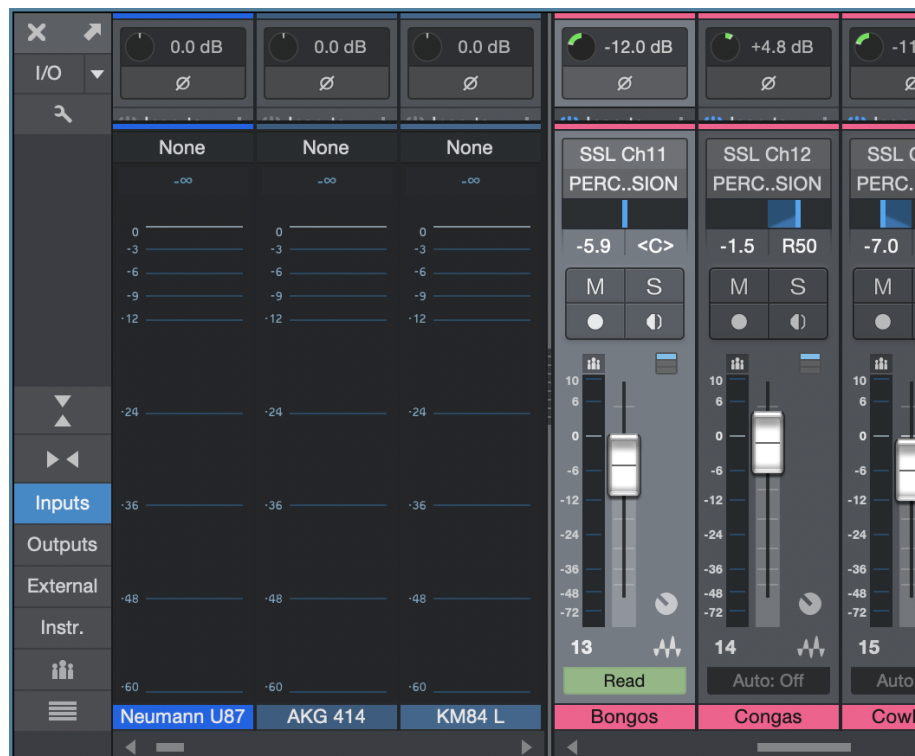 I/O
0.0 dB
0.0 dB
0.0 dB
-12.0 dB
+4.8 dB
Ø
Ø
Ø
Ø
Ø
None
None
None
-∞
-∞
-∞
SSL Ch11
PERC..SION
SSL Ch12
PERC..SION
SSL
PERC.
-5.9 <C>
-1.5 R50
-7.0
M S
M S
M
0
-3
-6
-9
-12
-24
-36
-48
-60
0
-3
-6
-9
-12
-24
-36
-48
-60
0
-3
-6
-9
-12
-24
-36
-48
-60
10
6
0
-6
-12
-24
-36
-48
-72
10
6
0
-6
-12
-24
-36
-48
-72
10
6
0
-6
-12
-24
-36
-48
-72
Inputs
Outputs
External
Instr.
13
14
15
Read
Auto: Off
Auto
Neumann U87
AKG 414
KM84 L
Bongos
Congas